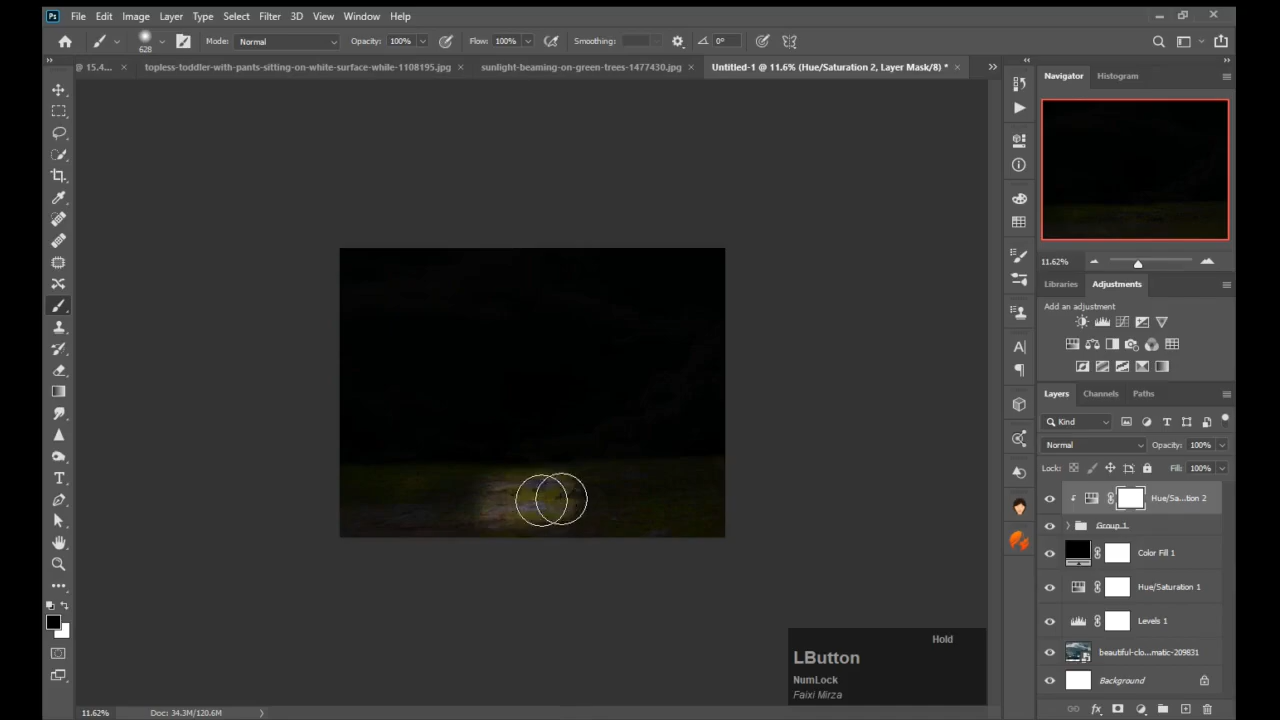 Ps File Edit Image Layer Type Select Filter 3D View Window Help
628 Mode: Normal Opacity: 100% Flow: 100% Smoothing: 0°
@ 15.4... × topless-toddler-with-pants-sitting-on-white-surface-while-1108195.jpg × sunlight-beaming-on-green-trees-1477430.jpg × Untitled-1 @ 11.6% (Hue/Saturation 2, Layer Mask/8) * ×
Navigator Histogram
11.62%
Libraries Adjustments
Add an adjustment
Layers Channels Paths
Kind
Normal Opacity: 100%
Lock: Fill: 100%
Hue/Sa...tion 2
Group 1
Color Fill 1
Hue/Saturation 1
Levels 1
beautiful-clo...matic-209831
Background
Hold
LButton
NumLock
Faixi Mirza
11.62% Doc: 34.3M/120.6M